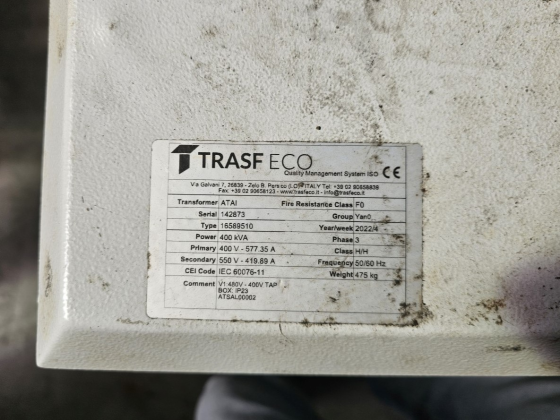 TRASFECO
Quality Management System ISO CE
Via Galvani 7, 26839 - Zelo B. Persico (LO) - ITALY Tel: +39 02 90658838
Fax: +39 02 90658123 - www.trasfeco.it - info@trasfeco.it
Transformer ATAI Fire Resistance Class F0
Serial 142873 Group Yan0
Type 16589510 Year/week 2022/4
Power 400 kVA Phase 3
Primary 400 V - 577.35 A Class H/H
Secondary 550 V - 419.89 A Frequency 50/60 Hz
CEI Code IEC 60076-11 Weight 475 kg
Comment V1 480V - 400V TAP
BOX: IP23
ATSAL00002